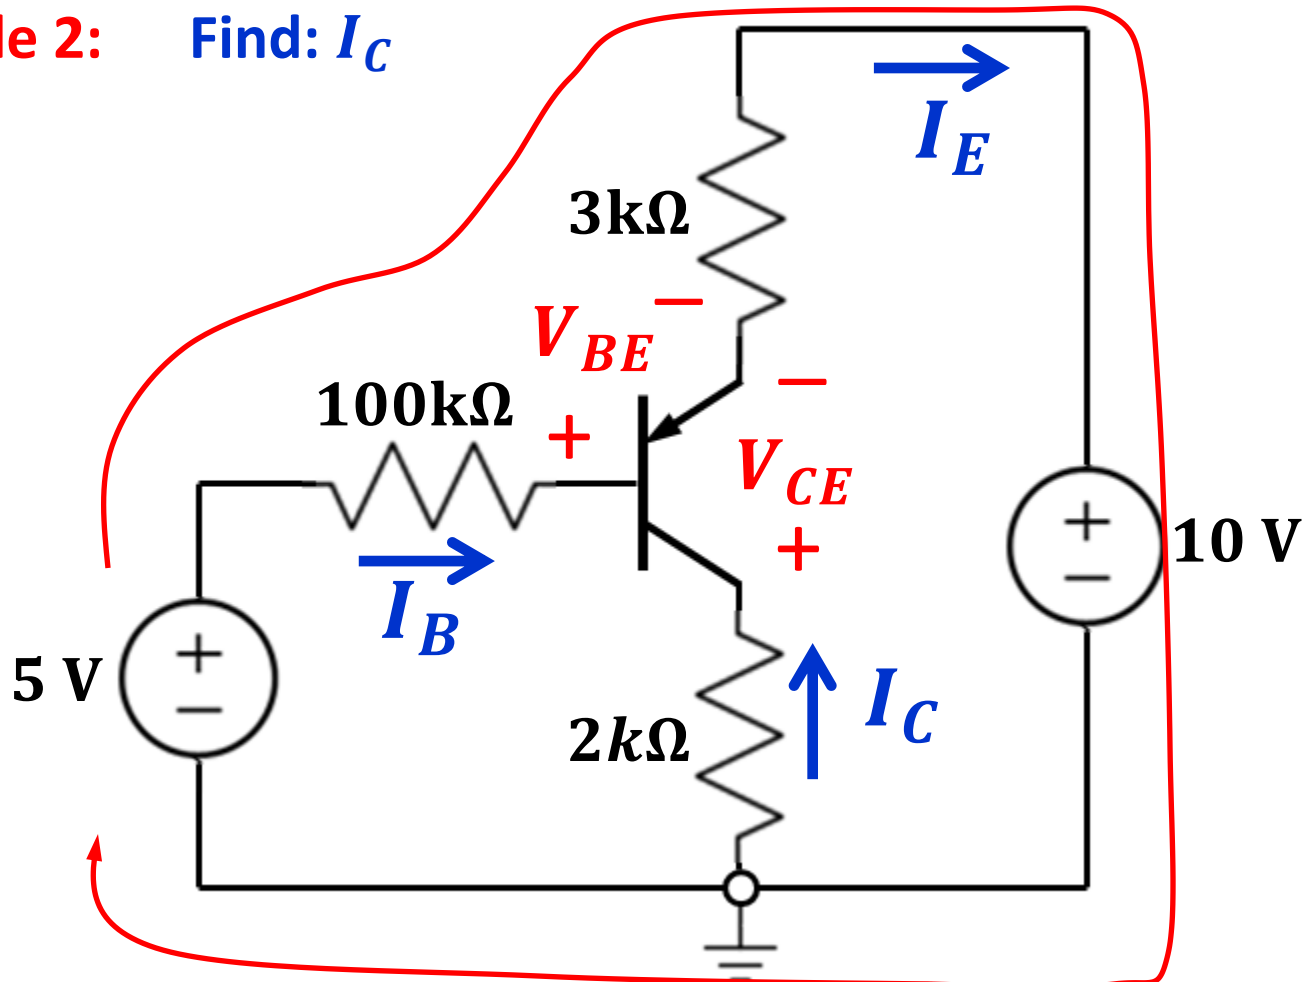 le 2: Find: I_C
I_E
3kΩ
−
V_BE
−
100kΩ
+
V_CE
+
+
−
10 V
I_B
+
−
5 V
I_C
2kΩ